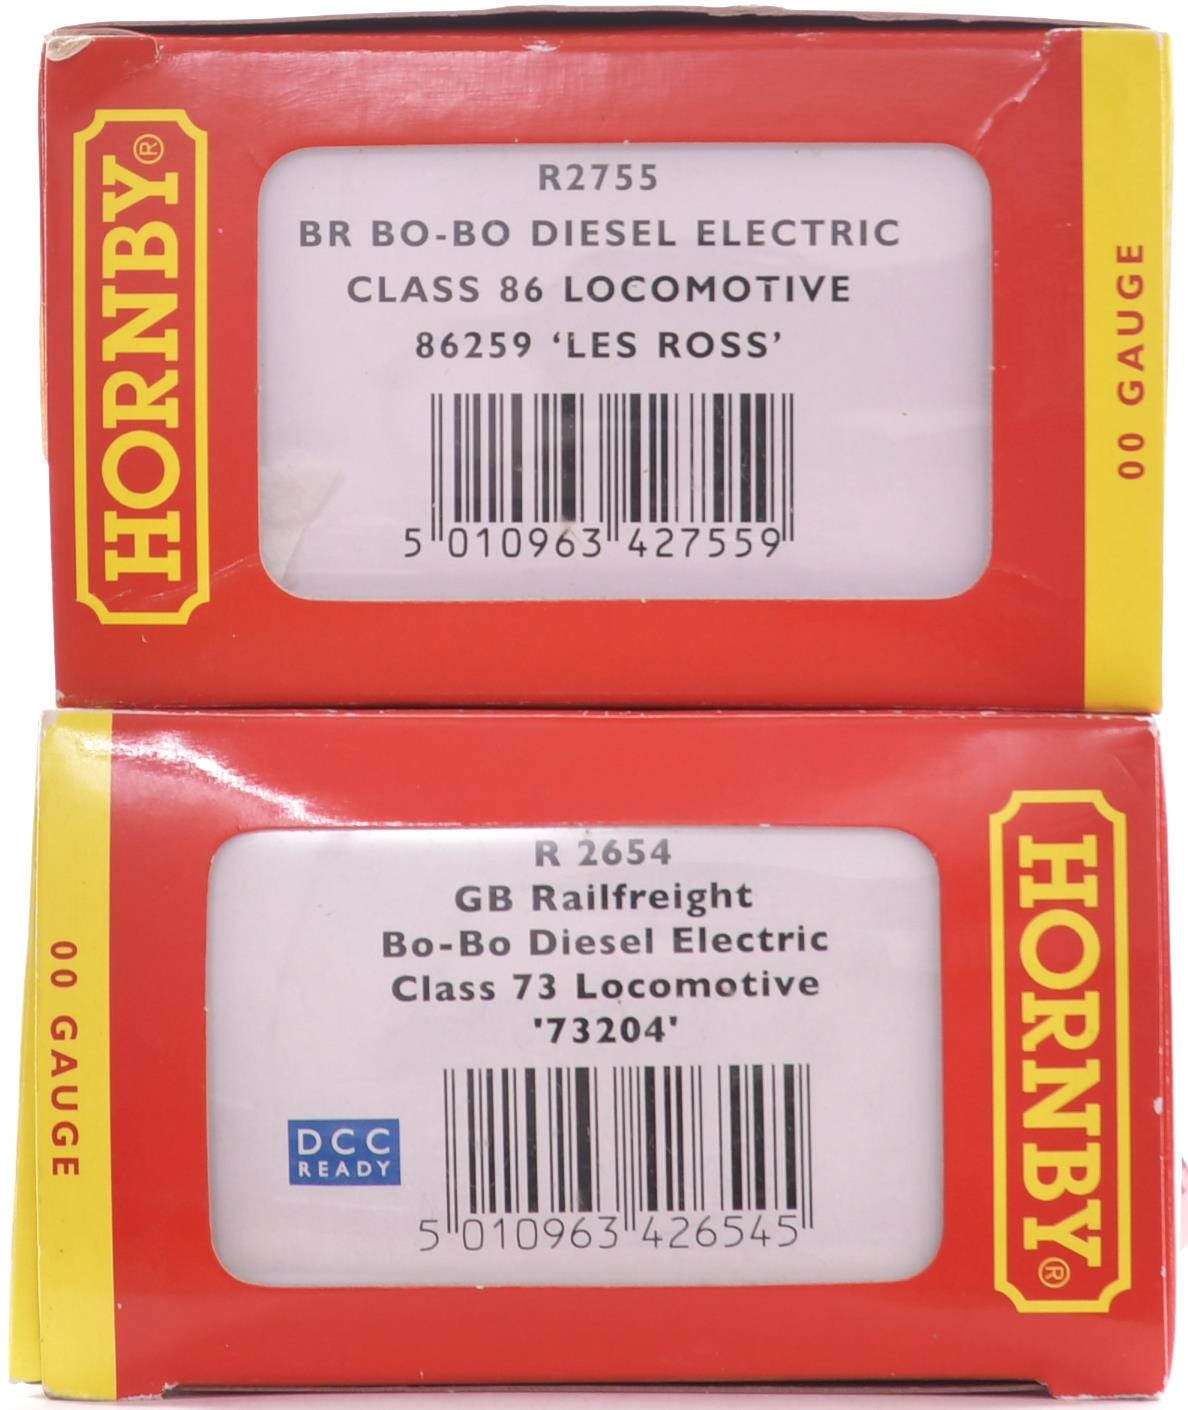 HORNBY®
R2755
BR BO-BO DIESEL ELECTRIC
CLASS 86 LOCOMOTIVE
86259 ‘LES ROSS’
5 010963 427559
00 GAUGE
00 GAUGE
R 2654
GB Railfreight
Bo-Bo Diesel Electric
Class 73 Locomotive
'73204'
DCC
READY
5 010963 426545
HORNBY®